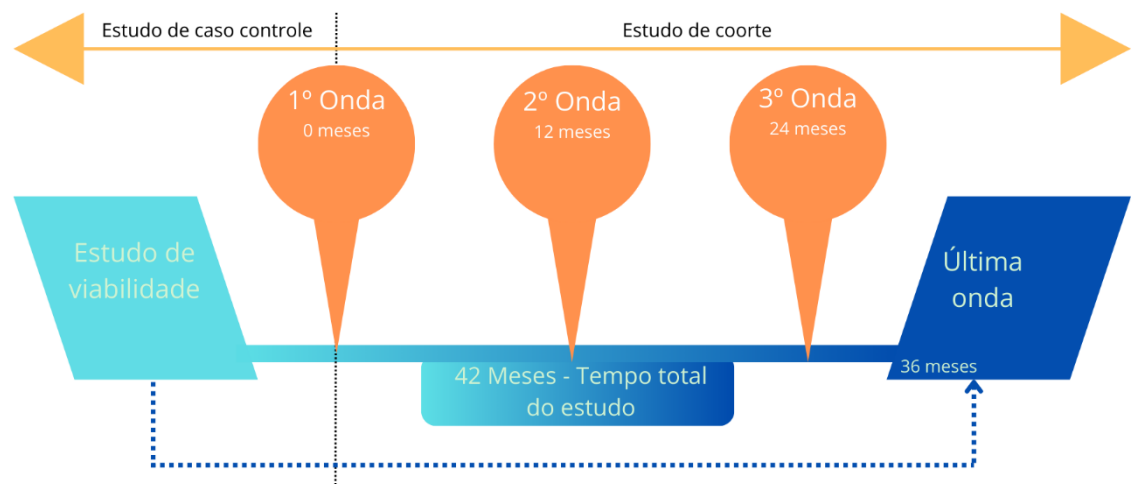 Estudo de caso controle
Estudo de coorte
1º Onda
0 meses
2º Onda
12 meses
3º Onda
24 meses
Estudo de
viabilidade
Última
onda
36 meses
42 Meses - Tempo total
do estudo